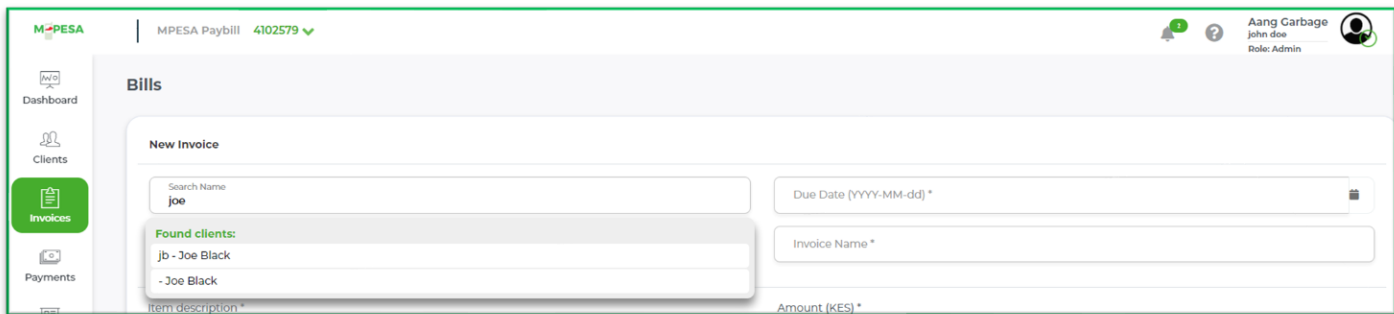 M-PESA
MPESA Paybill 4102579
2
?
Aang Garbage
john doe
Role: Admin
Dashboard
Clients
Invoices
Payments
Bills
New Invoice
Search Name
joe
Due Date (YYYY-MM-dd) *
Found clients:
jb - Joe Black
- Joe Black
Invoice Name *
Item description *
Amount (KES) *